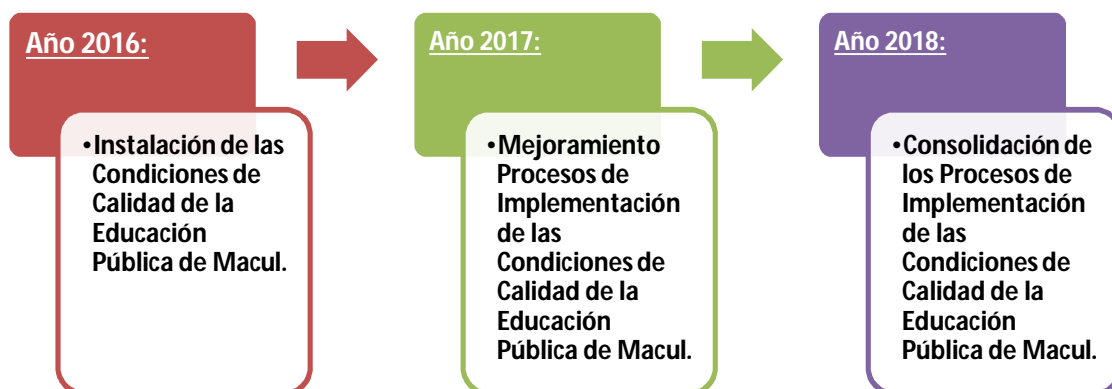 Año 2016:
•Instalación de las
Condiciones de
Calidad de la
Educación
Pública de Macul.
Año 2017:
•Mejoramiento
Procesos de
Implementación
de las
Condiciones de
Calidad de la
Educación
Pública de Macul.
Año 2018:
•Consolidación de
los Procesos de
Implementación
de las
Condiciones de
Calidad de la
Educación
Pública de Macul.